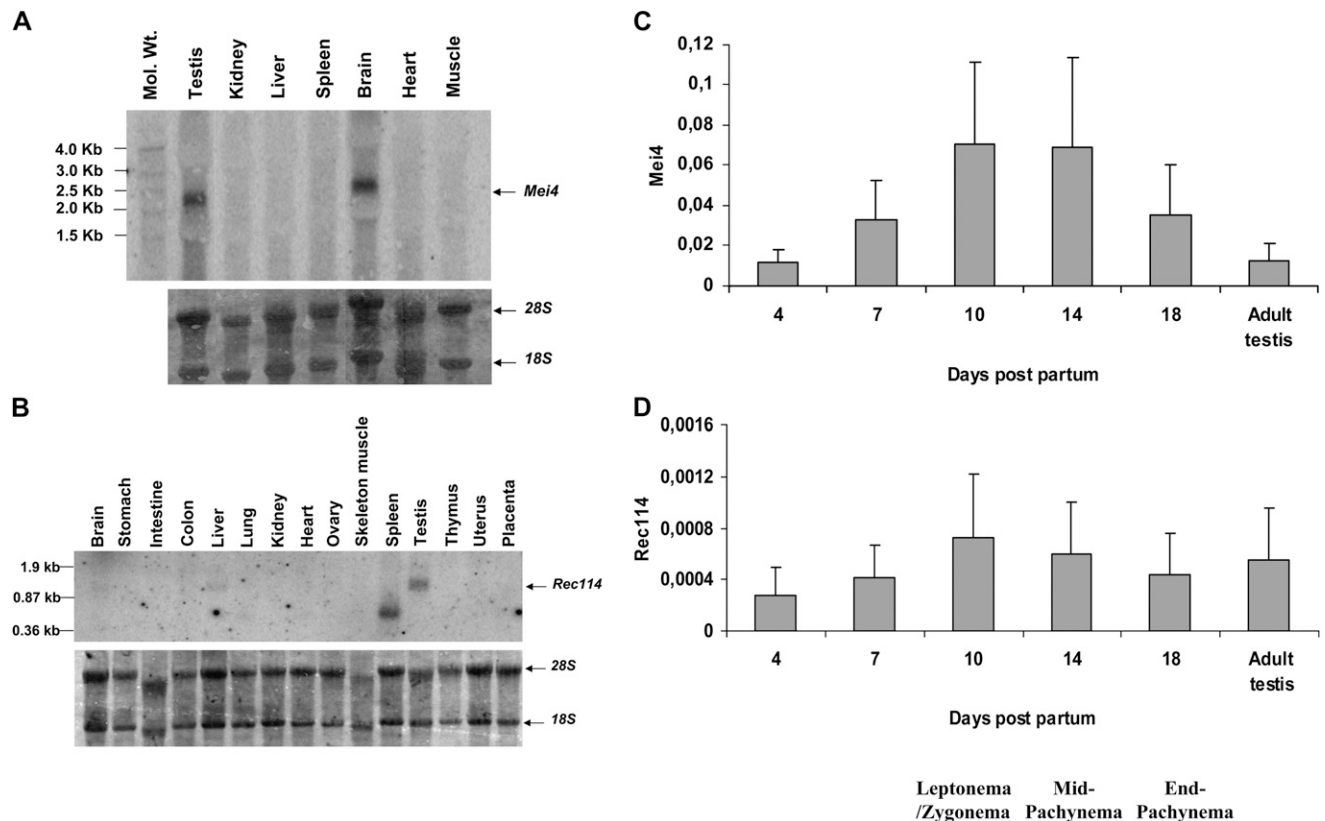 A
Mol. Wt.
Testis
Kidney
Liver
Spleen
Brain
Heart
Muscle
4.0 Kb
3.0 Kb
2.5 Kb
2.0 Kb
1.5 Kb
Mei4
28S
18S
B
Brain
Stomach
Intestine
Colon
Liver
Lung
Kidney
Heart
Ovary
Skeleton muscle
Spleen
Testis
Thymus
Uterus
Placenta
1.9 kb
0.87 kb
0.36 kb
Rec114
28S
18S
C
Mei4
0,12
0,1
0,08
0,06
0,04
0,02
0
4 7 10 14 18 Adult
testis
Days post partum
D
Rec114
0,0016
0,0012
0,0008
0,0004
0
4 7 10 14 18 Adult
testis
Days post partum
Leptonema Mid- End-
/Zygonema Pachynema Pachynema